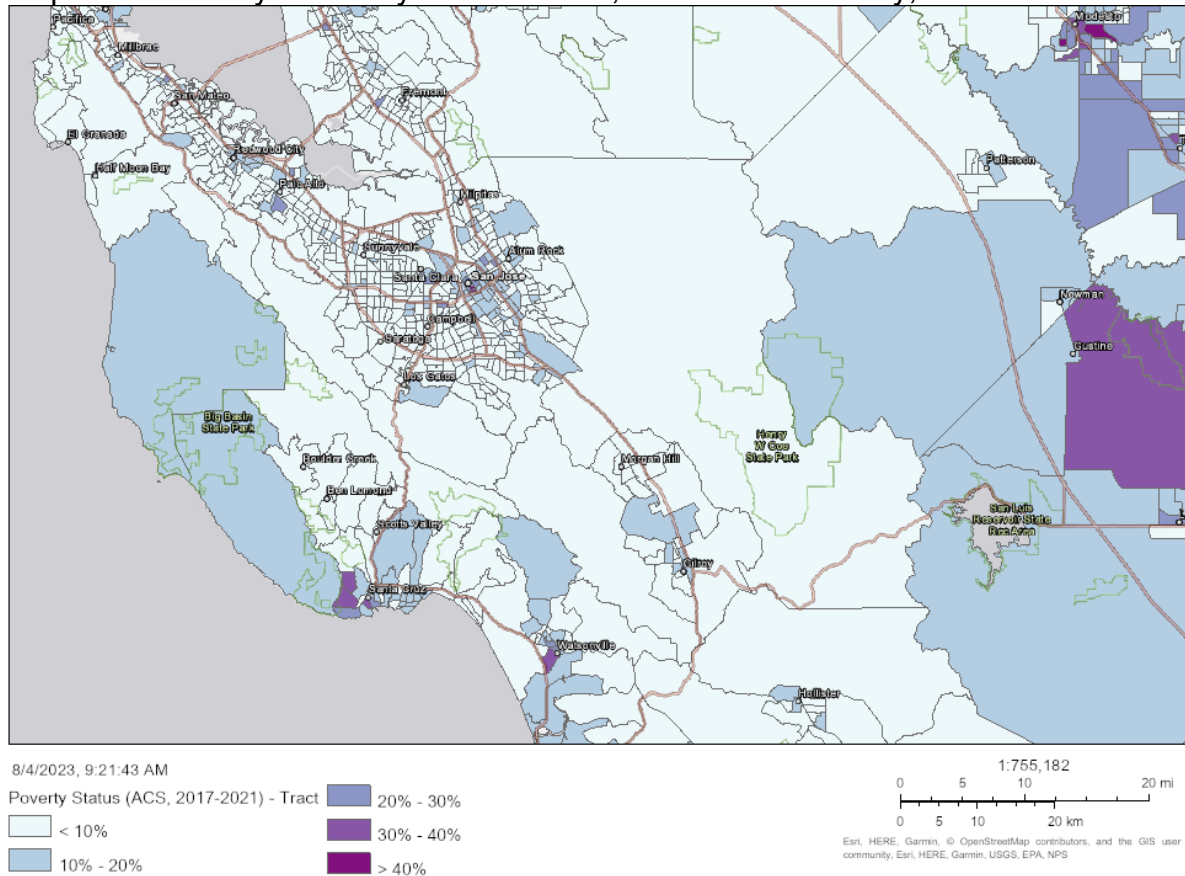 Pacifica
Millbrae
San Mateo
El Granada
Half Moon Bay
Redwood City
Palo Alto
Fremont
Milpitas
Modesto
Patterson
Sunnyvale
Alum Rock
Santa Clara
San Jose
Campbell
Saratoga
Los Gatos
Newman
Gustine
Big Basin
State Park
Boulder Creek
Ben Lomond
Scotts Valley
Santa Cruz
Morgan Hill
Henry
W Coe
State Park
San Luis
Reservoir State
Rec Area
Gilroy
Watsonville
Hollister
8/4/2023, 9:21:43 AM
Poverty Status (ACS, 2017-2021) - Tract
< 10%
10% - 20%
20% - 30%
30% - 40%
> 40%
1:755,182
0 5 10 20 mi
0 5 10 20 km
Esri, HERE, Garmin, © OpenStreetMap contributors, and the GIS user
community, Esri, HERE, Garmin, USGS, EPA, NPS